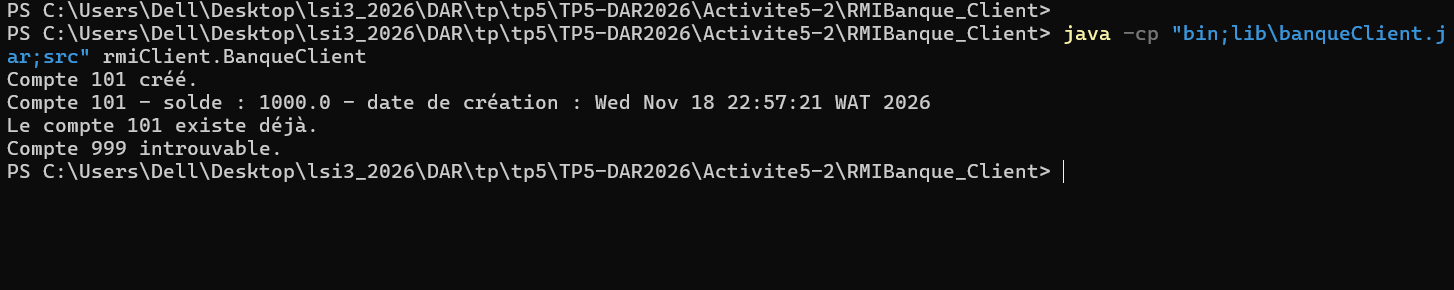 PS C:\Users\Dell\Desktop\lsi3_2026\DAR\tp\tp5\TP5-DAR2026\Activite5-2\RMIBanque_Client>
PS C:\Users\Dell\Desktop\lsi3_2026\DAR\tp\tp5\TP5-DAR2026\Activite5-2\RMIBanque_Client> java -cp "bin;lib\banqueClient.j
ar;src" rmiClient.BanqueClient
Compte 101 créé.
Compte 101 - solde : 1000.0 - date de création : Wed Nov 18 22:57:21 WAT 2026
Le compte 101 existe déjà.
Compte 999 introuvable.
PS C:\Users\Dell\Desktop\lsi3_2026\DAR\tp\tp5\TP5-DAR2026\Activite5-2\RMIBanque_Client>